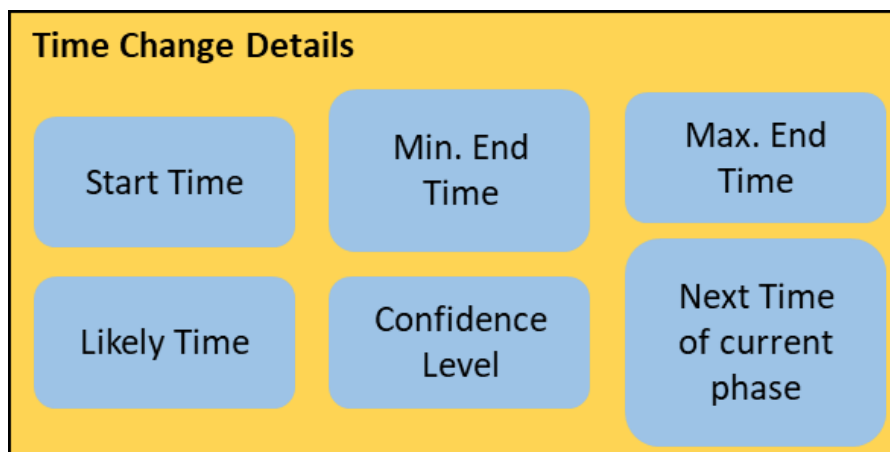 Time Change Details
Start Time
Min. End
Time
Max. End
Time
Likely Time
Confidence
Level
Next Time
of current
phase